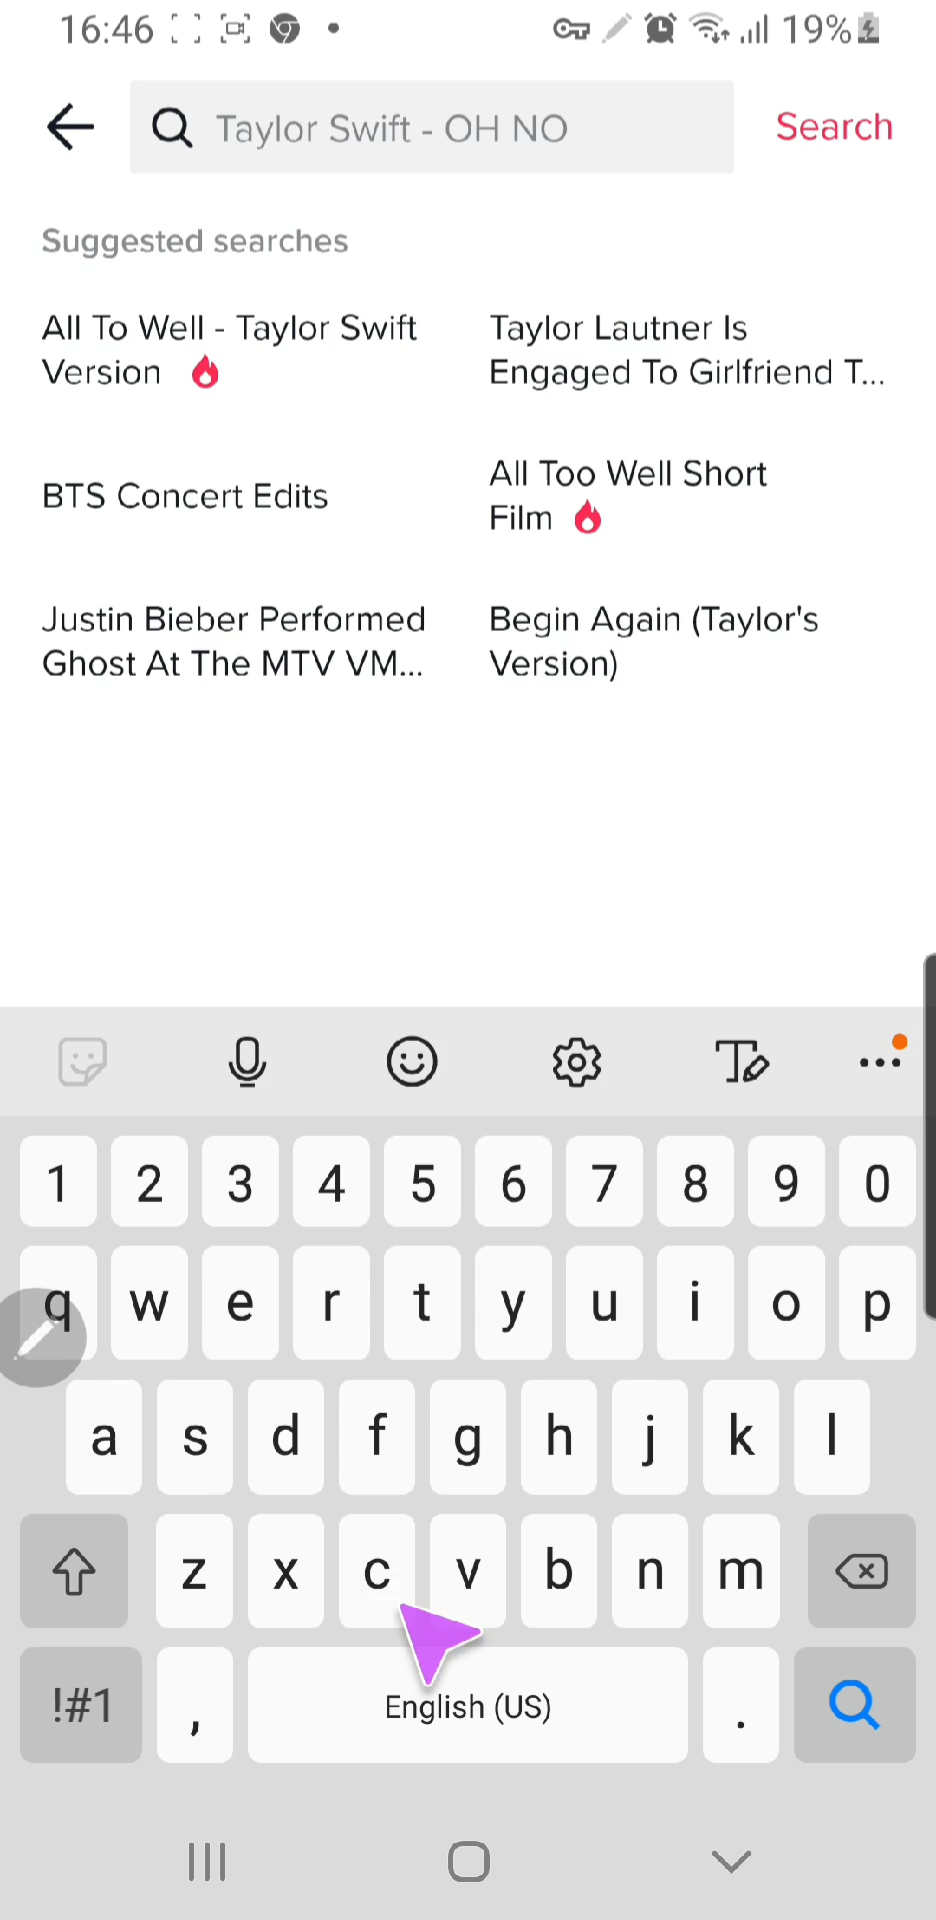 16:46 19%
Taylor Swift - OH NO Search
Suggested searches
All To Well - Taylor Swift
Version
Taylor Lautner Is
Engaged To Girlfriend T...
BTS Concert Edits
All Too Well Short
Film
Justin Bieber Performed
Ghost At The MTV VM...
Begin Again (Taylor's
Version)
1 2 3 4 5 6 7 8 9 0
q w e r t y u i o p
a s d f g h j k l
z x c v b n m
!#1 , English (US) .